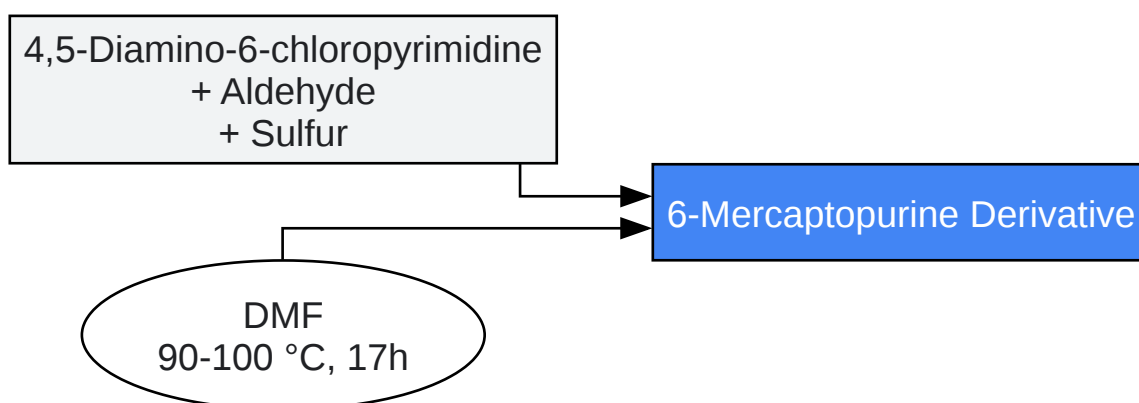 4,5-Diamino-6-chloropyrimidine
+ Aldehyde
+ Sulfur
6-Mercaptopurine Derivative
DMF
90-100 °C, 17h